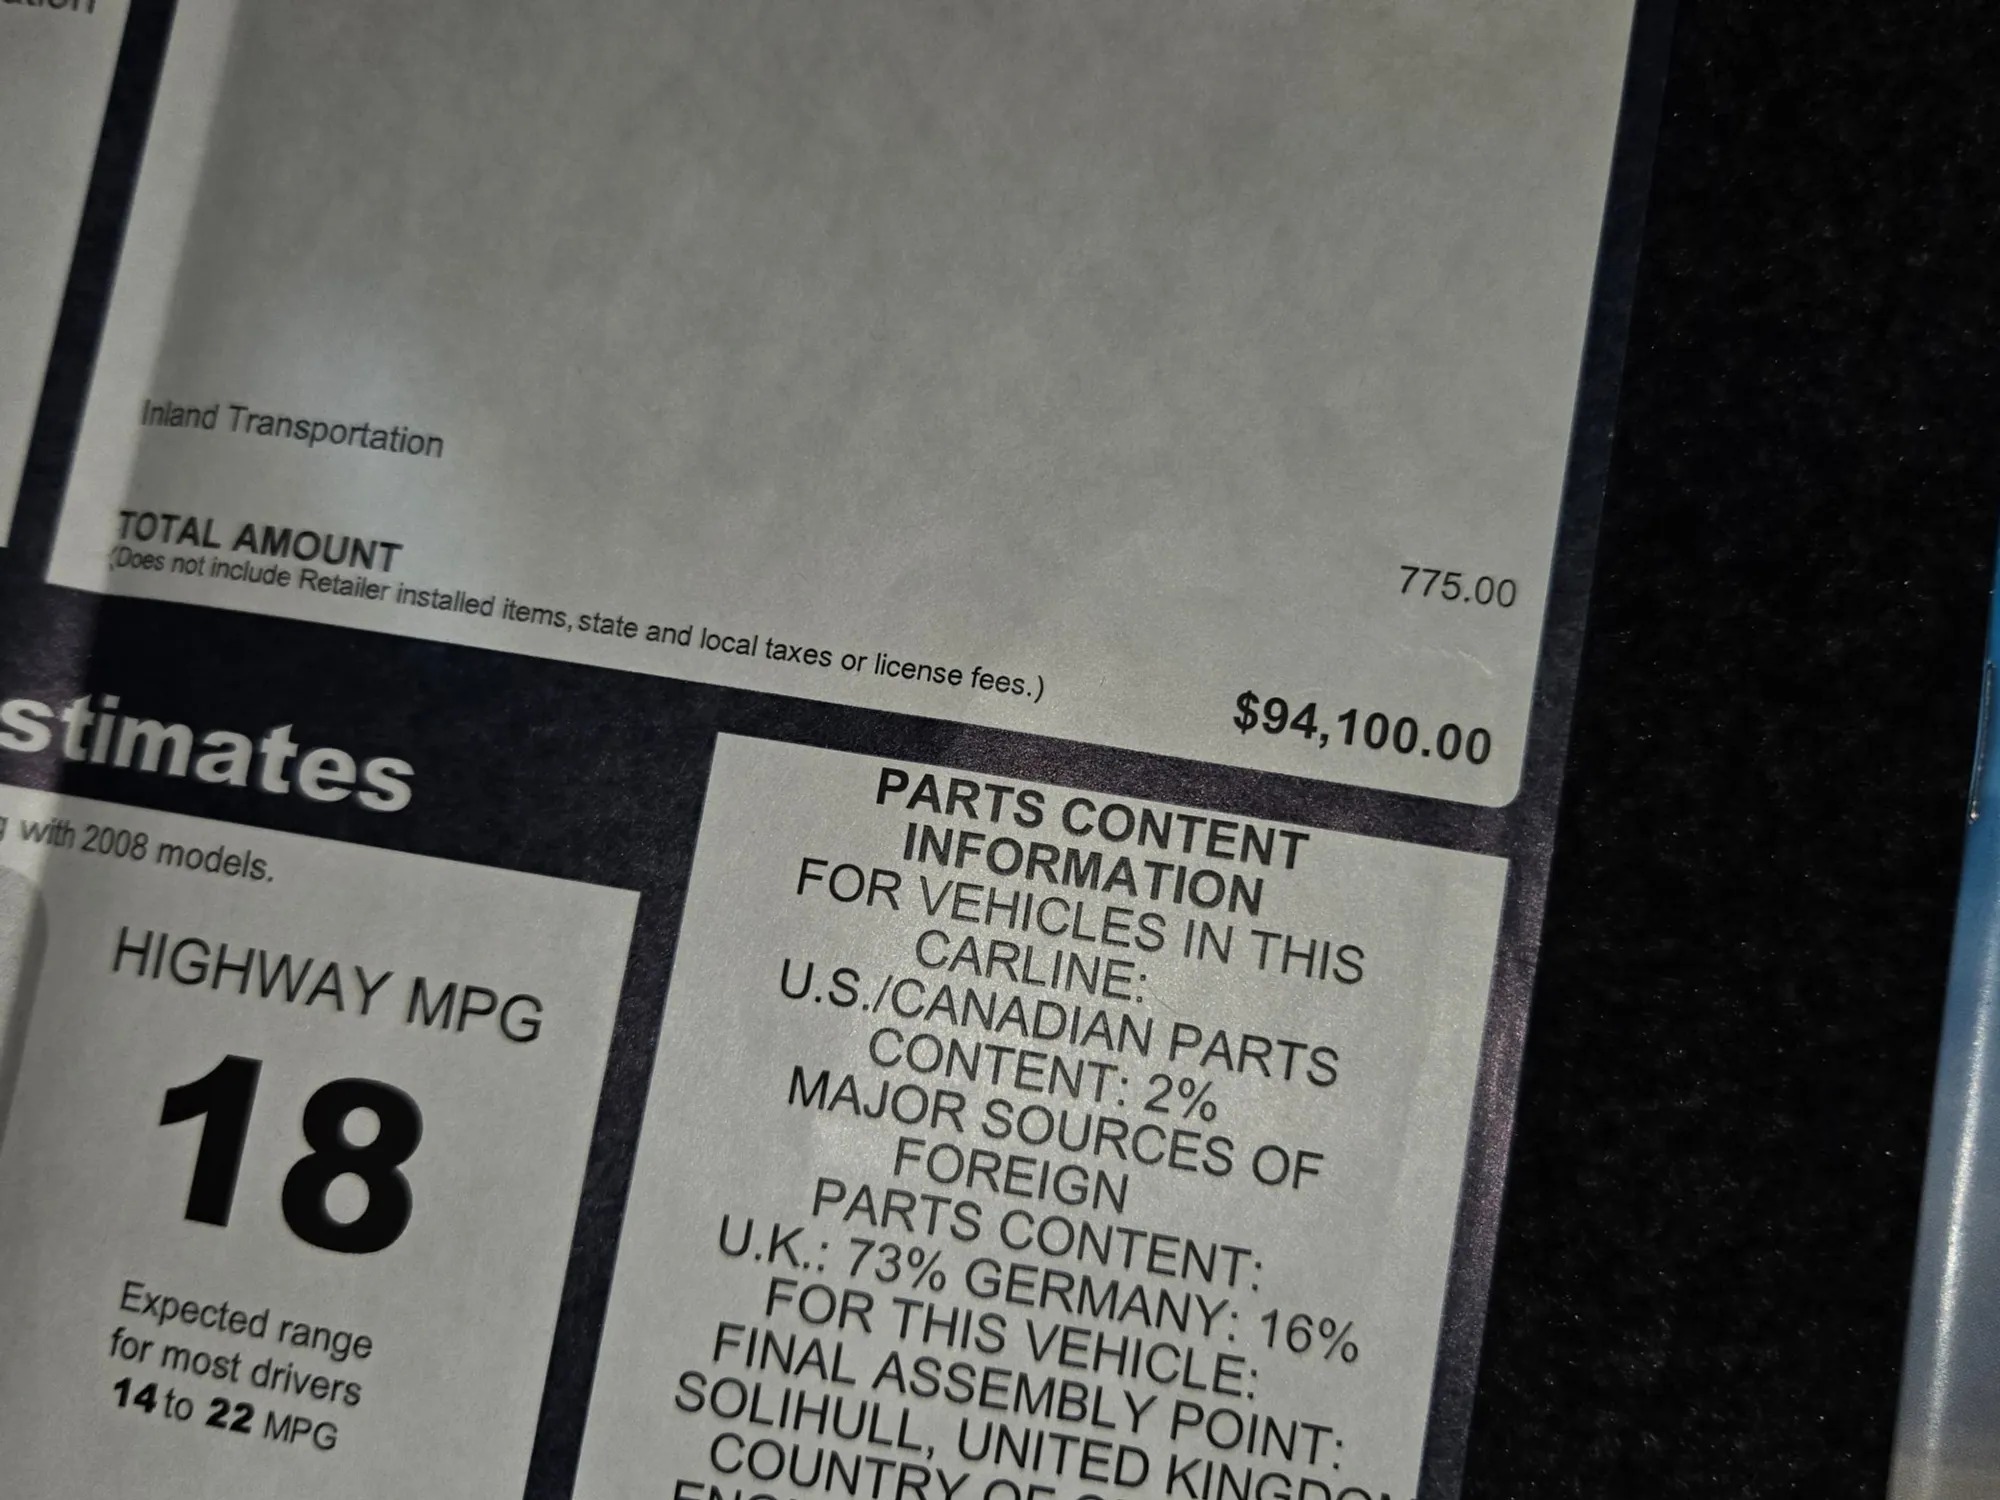 Inland Transportation
775.00
TOTAL AMOUNT
(Does not include Retailer installed items, state and local taxes or license fees.)
$94,100.00
stimates
with 2008 models.
HIGHWAY MPG
18
Expected range
for most drivers
14 to 22 MPG
PARTS CONTENT
INFORMATION
FOR VEHICLES IN THIS
CARLINE:
U.S./CANADIAN PARTS
CONTENT: 2%
MAJOR SOURCES OF
FOREIGN
PARTS CONTENT:
U.K.: 73% GERMANY: 16%
FOR THIS VEHICLE:
FINAL ASSEMBLY POINT:
SOLIHULL, UNITED KINGDO
COUNTRY OF